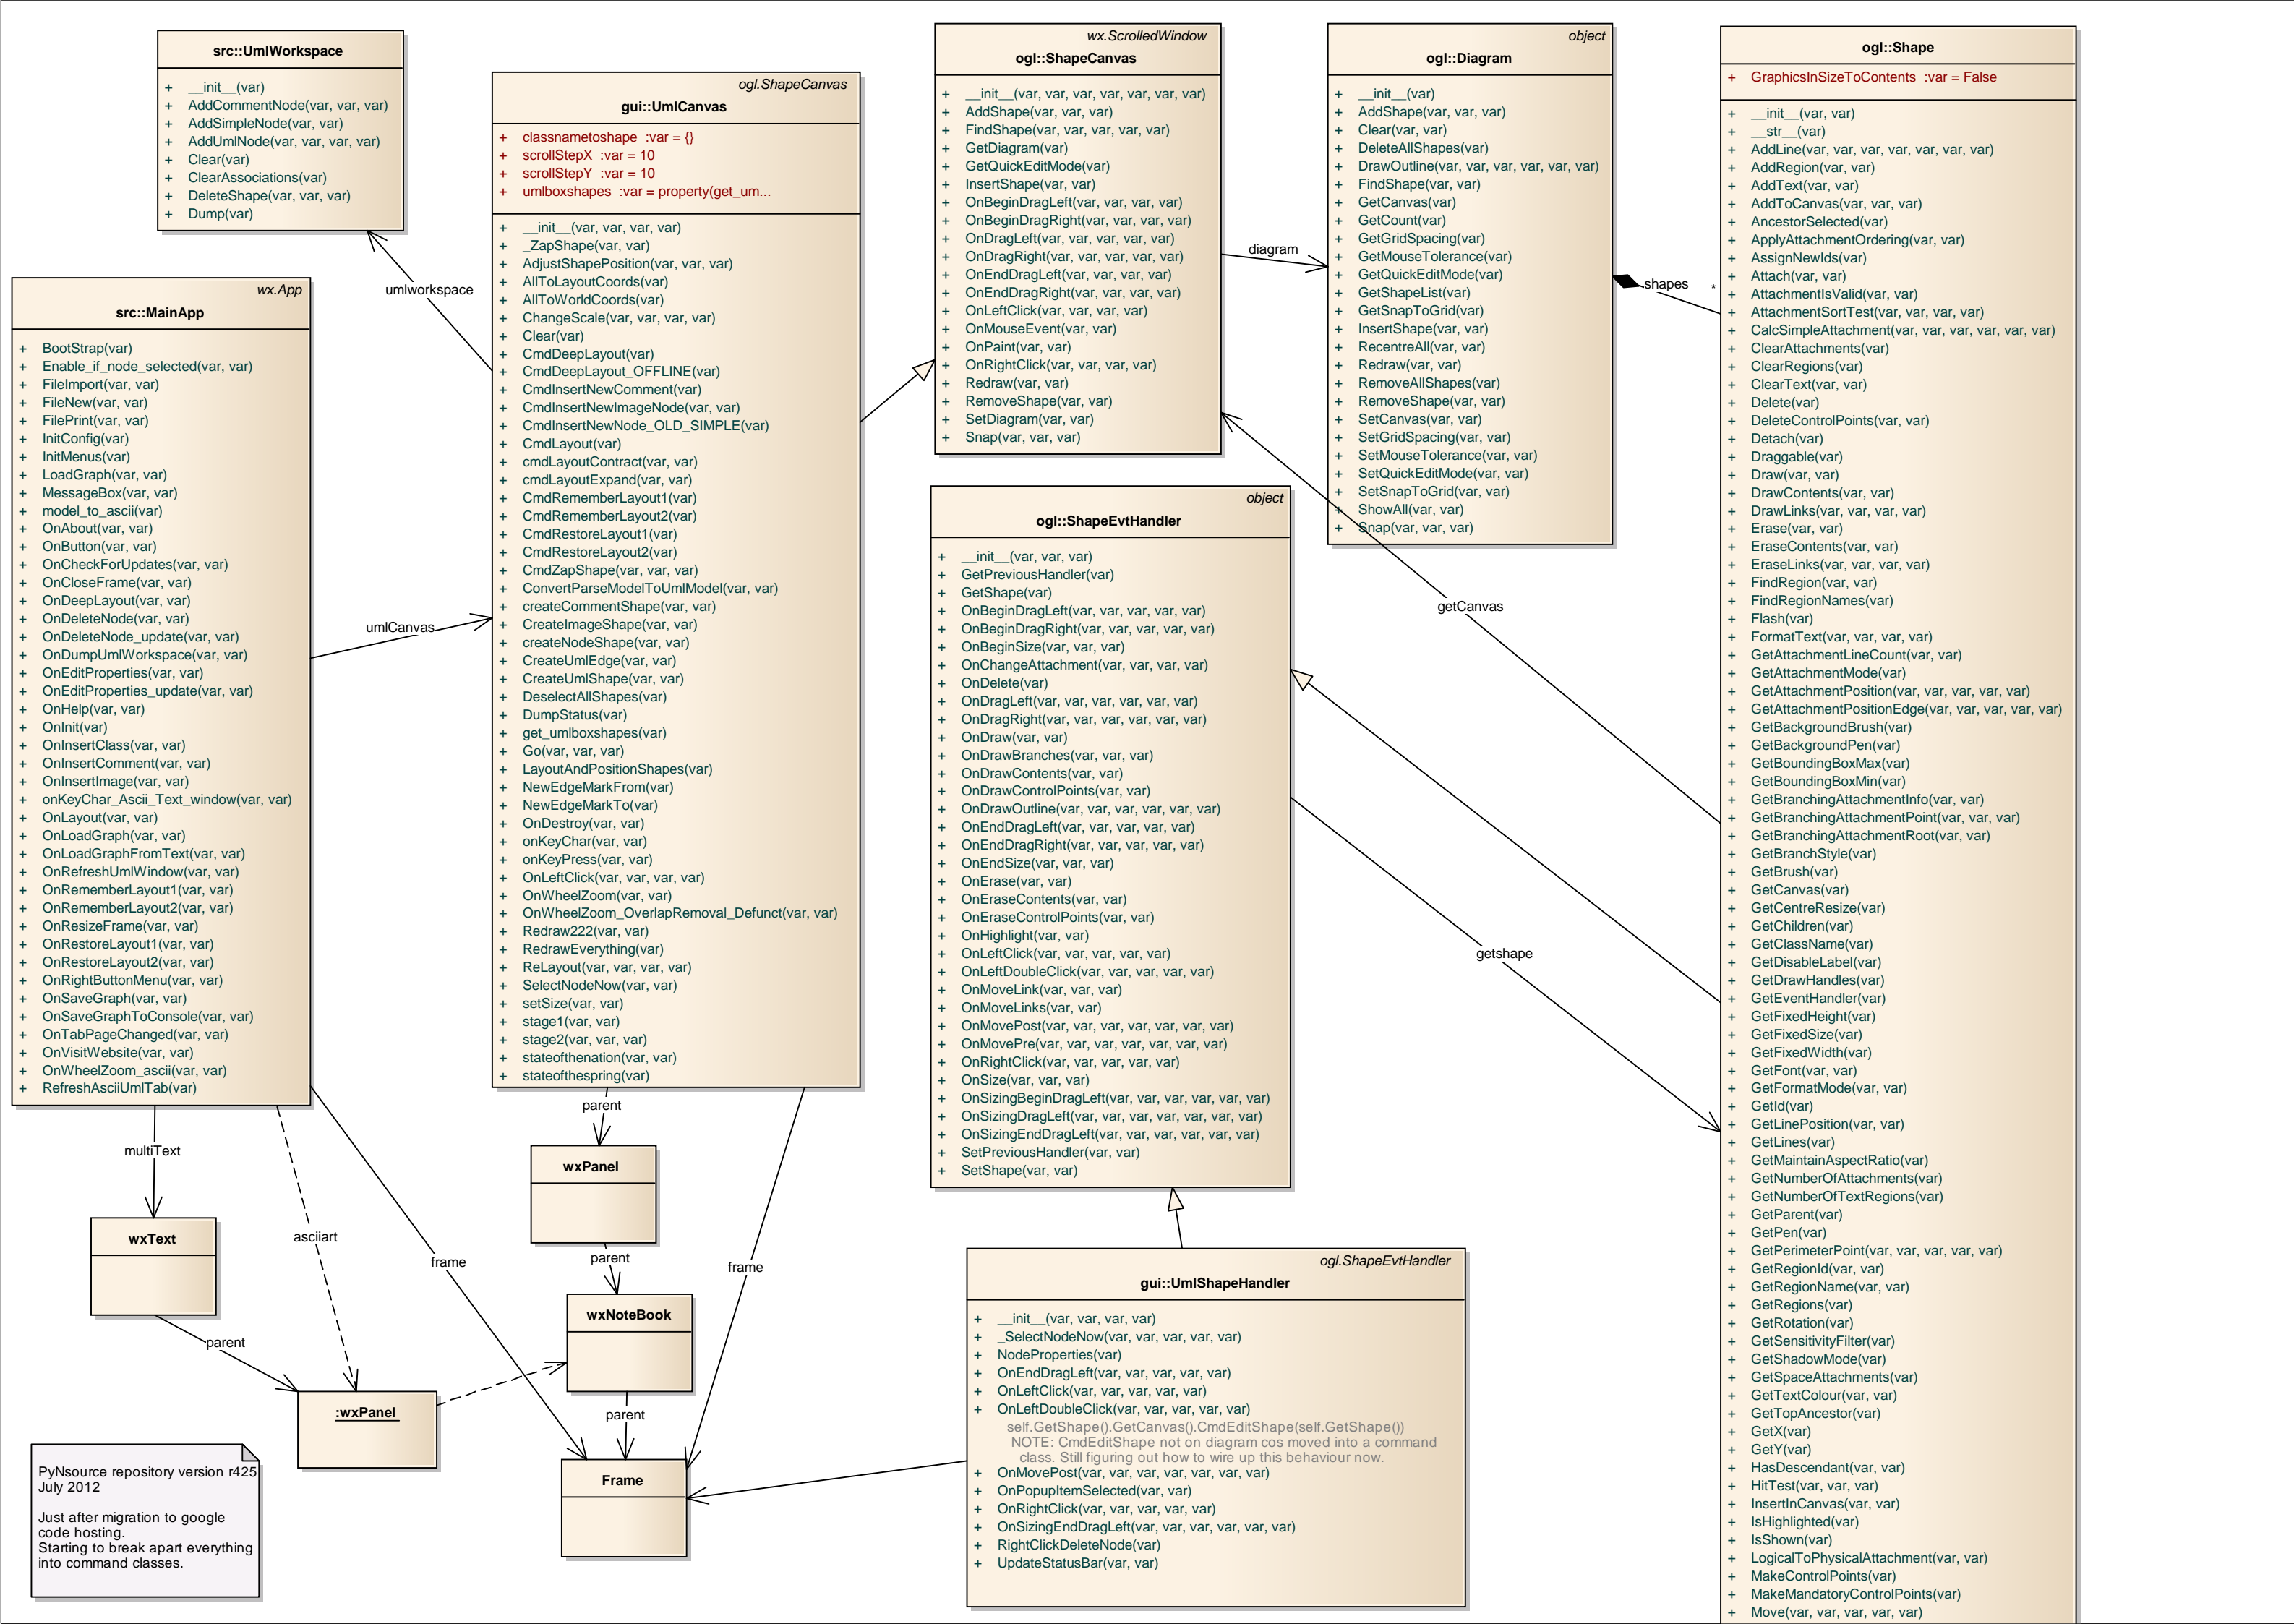 src::UmlWorkspace
+ __init__(var)
+ AddCommentNode(var, var, var)
+ AddSimpleNode(var, var)
+ AddUmlNode(var, var, var, var)
+ Clear(var)
+ ClearAssociations(var)
+ DeleteShape(var, var, var)
+ Dump(var)
umlworkspace
wx.App
src::MainApp
+ BootStrap(var)
+ Enable_if_node_selected(var, var)
+ FileImport(var, var)
+ FileNew(var, var)
+ FilePrint(var, var)
+ InitConfig(var)
+ InitMenus(var)
+ LoadGraph(var, var)
+ MessageBox(var, var)
+ model_to_ascii(var)
+ OnAbout(var, var)
+ OnButton(var, var)
+ OnCheckForUpdates(var, var)
+ OnCloseFrame(var, var)
+ OnDeepLayout(var, var)
+ OnDeleteNode(var, var)
+ OnDeleteNode_update(var, var)
+ OnDumpUmlWorkspace(var, var)
+ OnEditProperties(var, var)
+ OnEditProperties_update(var, var)
+ OnHelp(var, var)
+ OnInit(var)
+ OnInsertClass(var, var)
+ OnInsertComment(var, var)
+ OnInsertImage(var, var)
+ onKeyChar_Ascii_Text_window(var, var)
+ OnLayout(var, var)
+ OnLoadGraph(var, var)
+ OnLoadGraphFromText(var, var)
+ OnRefreshUmlWindow(var, var)
+ OnRememberLayout1(var, var)
+ OnRememberLayout2(var, var)
+ OnResizeFrame(var, var)
+ OnRestoreLayout1(var, var)
+ OnRestoreLayout2(var, var)
+ OnRightButtonMenu(var, var)
+ OnSaveGraph(var, var)
+ OnSaveGraphToConsole(var, var)
+ OnTabPageChanged(var, var)
+ OnVisitWebsite(var, var)
+ OnWheelZoom_ascii(var, var)
+ RefreshAsciiUmlTab(var)
umlCanvas
ogl.ShapeCanvas
gui::UmlCanvas
+ classnametoshape :var = {}
+ scrollStepX :var = 10
+ scrollStepY :var = 10
+ umlboxshapes :var = property(get_um...
+ __init__(var, var, var, var)
+ _ZapShape(var, var)
+ AdjustShapePosition(var, var, var)
+ AllToLayoutCoords(var)
+ AllToWorldCoords(var)
+ ChangeScale(var, var, var, var)
+ Clear(var)
+ CmdDeepLayout(var)
+ CmdDeepLayout_OFFLINE(var)
+ CmdInsertNewComment(var)
+ CmdInsertNewImageNode(var, var)
+ CmdInsertNewNode_OLD_SIMPLE(var)
+ CmdLayout(var)
+ cmdLayoutContract(var, var)
+ cmdLayoutExpand(var, var)
+ CmdRememberLayout1(var)
+ CmdRememberLayout2(var)
+ CmdRestoreLayout1(var)
+ CmdRestoreLayout2(var)
+ CmdZapShape(var, var, var)
+ ConvertParseModelToUmlModel(var, var)
+ createCommentShape(var, var)
+ CreateImageShape(var, var)
+ createNodeShape(var, var)
+ CreateUmlEdge(var, var)
+ CreateUmlShape(var, var)
+ DeselectAllShapes(var)
+ DumpStatus(var)
+ get_umlboxshapes(var)
+ Go(var, var, var)
+ LayoutAndPositionShapes(var)
+ NewEdgeMarkFrom(var)
+ NewEdgeMarkTo(var)
+ OnDestroy(var, var)
+ onKeyChar(var, var)
+ onKeyPress(var, var)
+ OnLeftClick(var, var, var, var)
+ OnWheelZoom(var, var)
+ OnWheelZoom_OverlapRemoval_Defunct(var, var)
+ Redraw222(var, var)
+ RedrawEverything(var)
+ ReLayout(var, var, var, var)
+ SelectNodeNow(var, var)
+ setSize(var, var)
+ stage1(var, var)
+ stage2(var, var, var)
+ stateofthenation(var, var)
+ stateofthespring(var)
wx.ScrolledWindow
ogl::ShapeCanvas
+ __init__(var, var, var, var, var, var, var)
+ AddShape(var, var, var)
+ FindShape(var, var, var, var, var)
+ GetDiagram(var)
+ GetQuickEditMode(var)
+ InsertShape(var, var)
+ OnBeginDragLeft(var, var, var, var)
+ OnBeginDragRight(var, var, var, var)
+ OnDragLeft(var, var, var, var, var)
+ OnDragRight(var, var, var, var, var)
+ OnEndDragLeft(var, var, var, var)
+ OnEndDragRight(var, var, var, var)
+ OnLeftClick(var, var, var, var)
+ OnMouseEvent(var, var)
+ OnPaint(var, var)
+ OnRightClick(var, var, var, var)
+ Redraw(var, var)
+ RemoveShape(var, var)
+ SetDiagram(var, var)
+ Snap(var, var, var)
diagram
object
ogl::Diagram
+ __init__(var)
+ AddShape(var, var, var)
+ Clear(var, var)
+ DeleteAllShapes(var)
+ DrawOutline(var, var, var, var, var, var)
+ FindShape(var, var)
+ GetCanvas(var)
+ GetCount(var)
+ GetGridSpacing(var)
+ GetMouseTolerance(var)
+ GetQuickEditMode(var)
+ GetShapeList(var)
+ GetSnapToGrid(var)
+ InsertShape(var, var)
+ RecentreAll(var, var)
+ Redraw(var, var)
+ RemoveAllShapes(var)
+ RemoveShape(var, var)
+ SetCanvas(var, var)
+ SetGridSpacing(var, var)
+ SetMouseTolerance(var, var)
+ SetQuickEditMode(var, var)
+ SetSnapToGrid(var, var)
+ ShowAll(var, var)
+ Snap(var, var, var)
shapes *
getCanvas
getshape
object
ogl::ShapeEvtHandler
+ __init__(var, var, var)
+ GetPreviousHandler(var)
+ GetShape(var)
+ OnBeginDragLeft(var, var, var, var, var)
+ OnBeginDragRight(var, var, var, var, var)
+ OnBeginSize(var, var, var)
+ OnChangeAttachment(var, var, var, var)
+ OnDelete(var)
+ OnDragLeft(var, var, var, var, var, var)
+ OnDragRight(var, var, var, var, var, var)
+ OnDraw(var, var)
+ OnDrawBranches(var, var, var)
+ OnDrawContents(var, var)
+ OnDrawControlPoints(var, var)
+ OnDrawOutline(var, var, var, var, var, var)
+ OnEndDragLeft(var, var, var, var, var)
+ OnEndDragRight(var, var, var, var, var)
+ OnEndSize(var, var, var)
+ OnErase(var, var)
+ OnEraseContents(var, var)
+ OnEraseControlPoints(var, var)
+ OnHighlight(var, var)
+ OnLeftClick(var, var, var, var, var)
+ OnLeftDoubleClick(var, var, var, var, var)
+ OnMoveLink(var, var, var)
+ OnMoveLinks(var, var)
+ OnMovePost(var, var, var, var, var, var, var)
+ OnMovePre(var, var, var, var, var, var, var)
+ OnRightClick(var, var, var, var, var)
+ OnSize(var, var, var)
+ OnSizingBeginDragLeft(var, var, var, var, var, var)
+ OnSizingDragLeft(var, var, var, var, var, var, var)
+ OnSizingEndDragLeft(var, var, var, var, var, var)
+ SetPreviousHandler(var, var)
+ SetShape(var, var)
ogl::Shape
+ GraphicsInSizeToContents :var = False
+ __init__(var, var)
+ __str__(var)
+ AddLine(var, var, var, var, var, var, var)
+ AddRegion(var, var)
+ AddText(var, var)
+ AddToCanvas(var, var, var)
+ AncestorSelected(var)
+ ApplyAttachmentOrdering(var, var)
+ AssignNewIds(var)
+ Attach(var, var)
+ AttachmentIsValid(var, var)
+ AttachmentSortTest(var, var, var, var)
+ CalcSimpleAttachment(var, var, var, var, var, var)
+ ClearAttachments(var)
+ ClearRegions(var)
+ ClearText(var, var)
+ Delete(var)
+ DeleteControlPoints(var, var)
+ Detach(var)
+ Draggable(var)
+ Draw(var, var)
+ DrawContents(var, var)
+ DrawLinks(var, var, var, var)
+ Erase(var, var)
+ EraseContents(var, var)
+ EraseLinks(var, var, var, var)
+ FindRegion(var, var)
+ FindRegionNames(var)
+ Flash(var)
+ FormatText(var, var, var, var)
+ GetAttachmentLineCount(var, var)
+ GetAttachmentMode(var)
+ GetAttachmentPosition(var, var, var, var, var)
+ GetAttachmentPositionEdge(var, var, var, var, var)
+ GetBackgroundBrush(var)
+ GetBackgroundPen(var)
+ GetBoundingBoxMax(var)
+ GetBoundingBoxMin(var)
+ GetBranchingAttachmentInfo(var, var)
+ GetBranchingAttachmentPoint(var, var, var)
+ GetBranchingAttachmentRoot(var, var)
+ GetBranchStyle(var)
+ GetBrush(var)
+ GetCanvas(var)
+ GetCentreResize(var)
+ GetChildren(var)
+ GetClassName(var)
+ GetDisableLabel(var)
+ GetDrawHandles(var)
+ GetEventHandler(var)
+ GetFixedHeight(var)
+ GetFixedSize(var)
+ GetFixedWidth(var)
+ GetFont(var, var)
+ GetFormatMode(var, var)
+ GetId(var)
+ GetLinePosition(var, var)
+ GetLines(var)
+ GetMaintainAspectRatio(var)
+ GetNumberOfAttachments(var)
+ GetNumberOfTextRegions(var)
+ GetParent(var)
+ GetPen(var)
+ GetPerimeterPoint(var, var, var, var, var)
+ GetRegionId(var, var)
+ GetRegionName(var, var)
+ GetRegions(var)
+ GetRotation(var)
+ GetSensitivityFilter(var)
+ GetShadowMode(var)
+ GetSpaceAttachments(var)
+ GetTextColour(var, var)
+ GetTopAncestor(var)
+ GetX(var)
+ GetY(var)
+ HasDescendant(var, var)
+ HitTest(var, var, var)
+ InsertInCanvas(var, var)
+ IsHighlighted(var)
+ IsShown(var)
+ LogicalToPhysicalAttachment(var, var)
+ MakeControlPoints(var)
+ MakeMandatoryControlPoints(var)
+ Move(var, var, var, var, var)
multiText
asciiart
frame
parent
wxPanel
parent
frame
wxText
parent
wxNoteBook
parent
:wxPanel
Frame
ogl.ShapeEvtHandler
gui::UmlShapeHandler
+ __init__(var, var, var, var)
+ _SelectNodeNow(var, var, var, var, var)
+ NodeProperties(var)
+ OnEndDragLeft(var, var, var, var, var)
+ OnLeftClick(var, var, var, var, var)
+ OnLeftDoubleClick(var, var, var, var, var)
self.GetShape().GetCanvas().CmdEditShape(self.GetShape())
NOTE: CmdEditShape not on diagram cos moved into a command
class. Still figuring out how to wire up this behaviour now.
+ OnMovePost(var, var, var, var, var, var, var)
+ OnPopupItemSelected(var, var)
+ OnRightClick(var, var, var, var, var)
+ OnSizingEndDragLeft(var, var, var, var, var, var)
+ RightClickDeleteNode(var)
+ UpdateStatusBar(var, var)
PyNsource repository version r425
July 2012
Just after migration to google
code hosting.
Starting to break apart everything
into command classes.